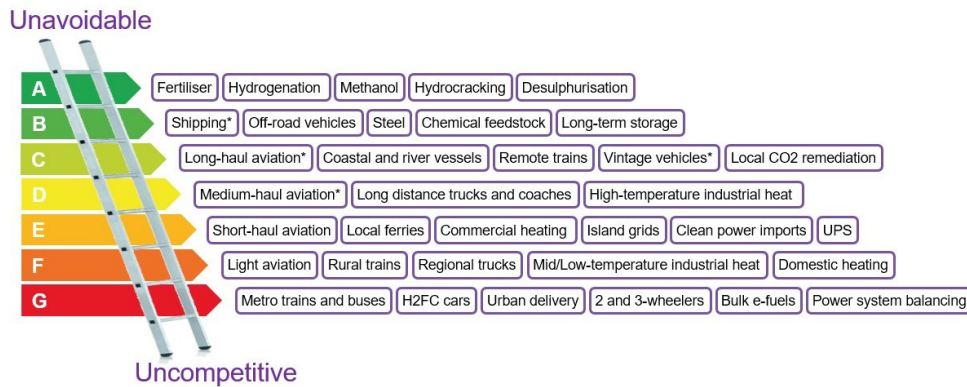 Unavoidable
A Fertiliser Hydrogenation Methanol Hydrocracking Desulphurisation
B Shipping* Off-road vehicles Steel Chemical feedstock Long-term storage
C Long-haul aviation* Coastal and river vessels Remote trains Vintage vehicles* Local CO2 remediation
D Medium-haul aviation* Long distance trucks and coaches High-temperature industrial heat
E Short-haul aviation Local ferries Commercial heating Island grids Clean power imports UPS
F Light aviation Rural trains Regional trucks Mid/Low-temperature industrial heat Domestic heating
G Metro trains and buses H2FC cars Urban delivery 2 and 3-wheelers Bulk e-fuels Power system balancing
Uncompetitive